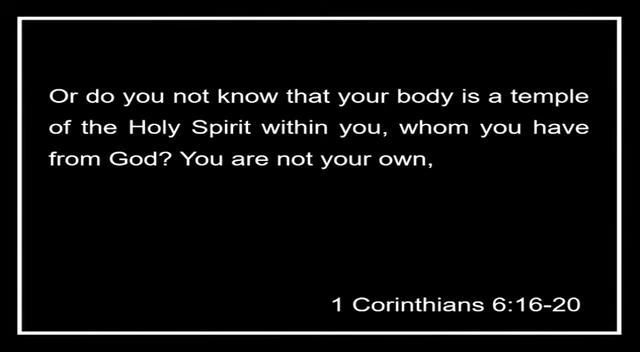 Or do you not know that your body is a temple
of the Holy Spirit within you, whom you have
from God? You are not your own,
1 Corinthians 6:16-20